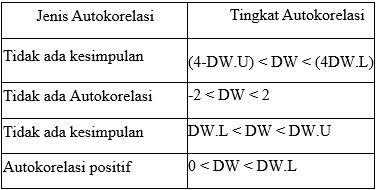 Jenis Autokorelasi Tingkat Autokorelasi
Tidak ada kesimpulan (4-DW.U) < DW < (4DW.L)
Tidak ada Autokorelasi -2 < DW < 2
Tidak ada kesimpulan DW.L < DW < DW.U
Autokorelasi positif 0 < DW < DW.L